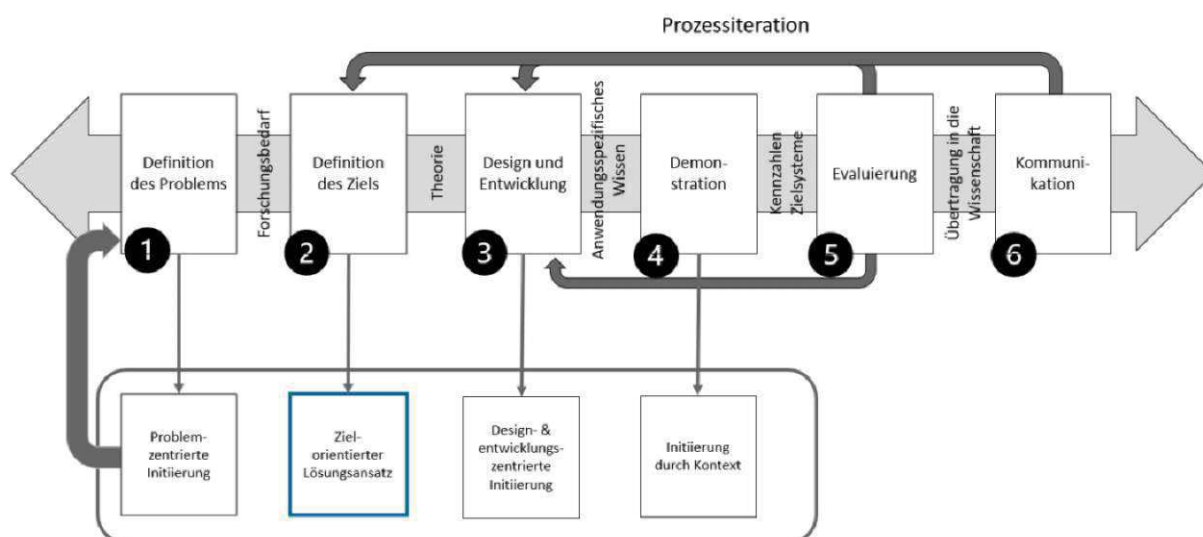 Prozessiteration
Definition
des Problems
1
Forschungsbedarf
Definition
des Ziels
2
Theorie
Design und
Entwicklung
3
Anwendungsspezifisches
Wissen
Demon-
stration
4
Kennzahlen
Zielsysteme
Evaluierung
5
Übertragung in die
Wissenschaft
Kommuni-
kation
6
Problem-
zentrierte
Initiierung
Ziel-
orientierter
Lösungsansatz
Design- &
entwicklungs-
zentrierte
Initiierung
Initiierung
durch Kontext